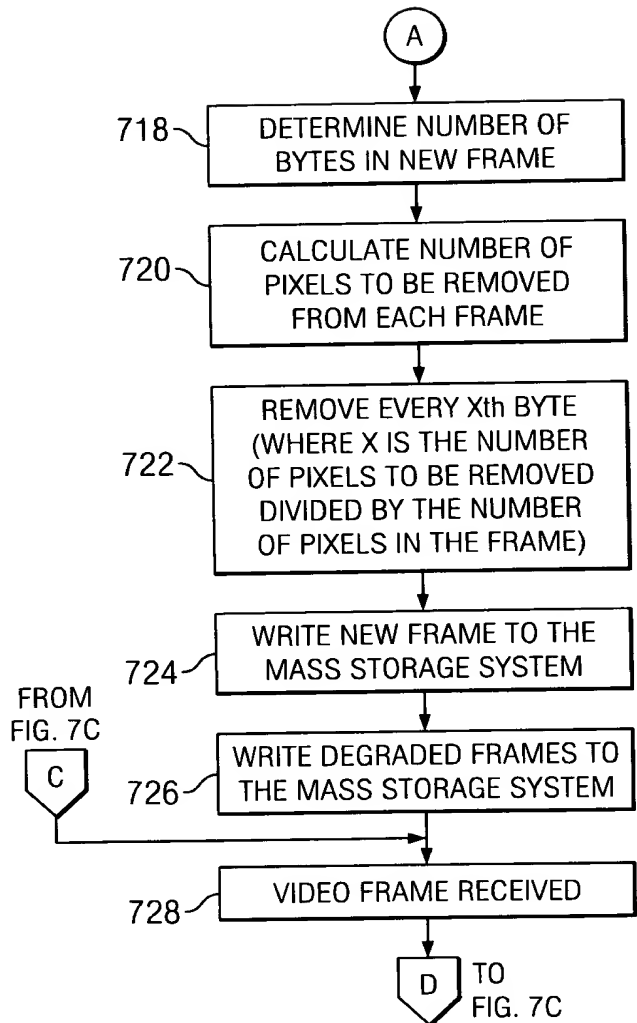 A
718
DETERMINE NUMBER OF
BYTES IN NEW FRAME
720
CALCULATE NUMBER OF
PIXELS TO BE REMOVED
FROM EACH FRAME
722
REMOVE EVERY Xth BYTE
(WHERE X IS THE NUMBER
OF PIXELS TO BE REMOVED
DIVIDED BY THE NUMBER
OF PIXELS IN THE FRAME)
724
WRITE NEW FRAME TO THE
MASS STORAGE SYSTEM
FROM
FIG. 7C
C
726
WRITE DEGRADED FRAMES TO
THE MASS STORAGE SYSTEM
728
VIDEO FRAME RECEIVED
D
TO
FIG. 7C